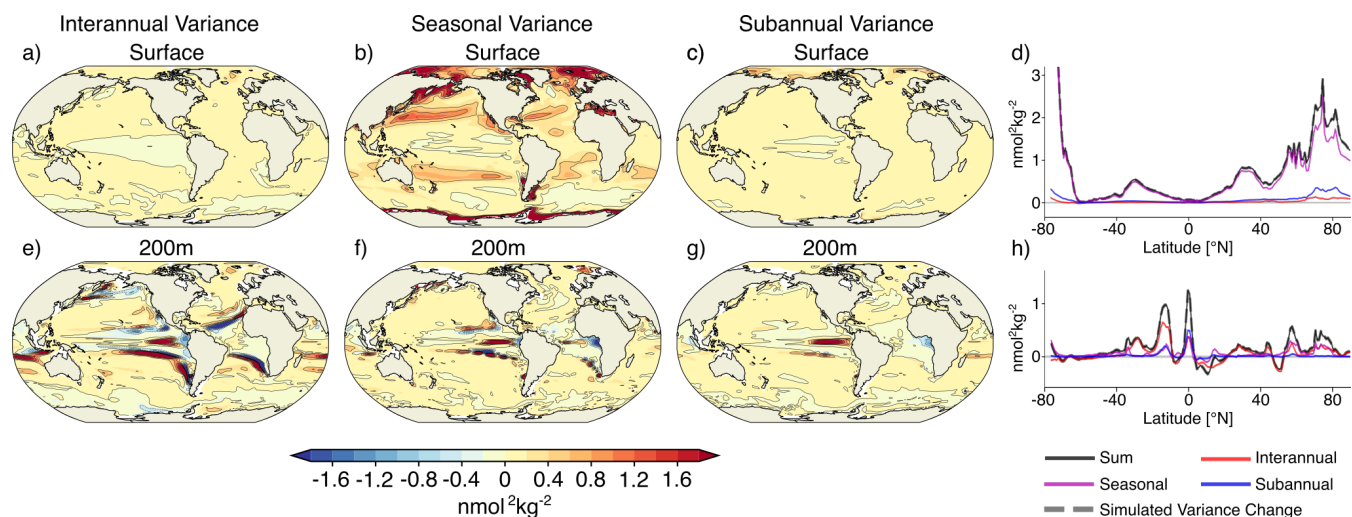 Interannual Variance
Seasonal Variance
Subannual Variance
a)
Surface
b)
Surface
c)
Surface
d)
3
2
1
0
nmol²kg⁻²
-80
-40
0
40
80
Latitude [°N]
e)
200m
f)
200m
g)
200m
h)
1
0
nmol²kg⁻²
-80
-40
0
40
80
Latitude [°N]
-1.6 -1.2 -0.8 -0.4 0 0.4 0.8 1.2 1.6
nmol²kg⁻²
Sum
Interannual
Seasonal
Subannual
Simulated Variance Change